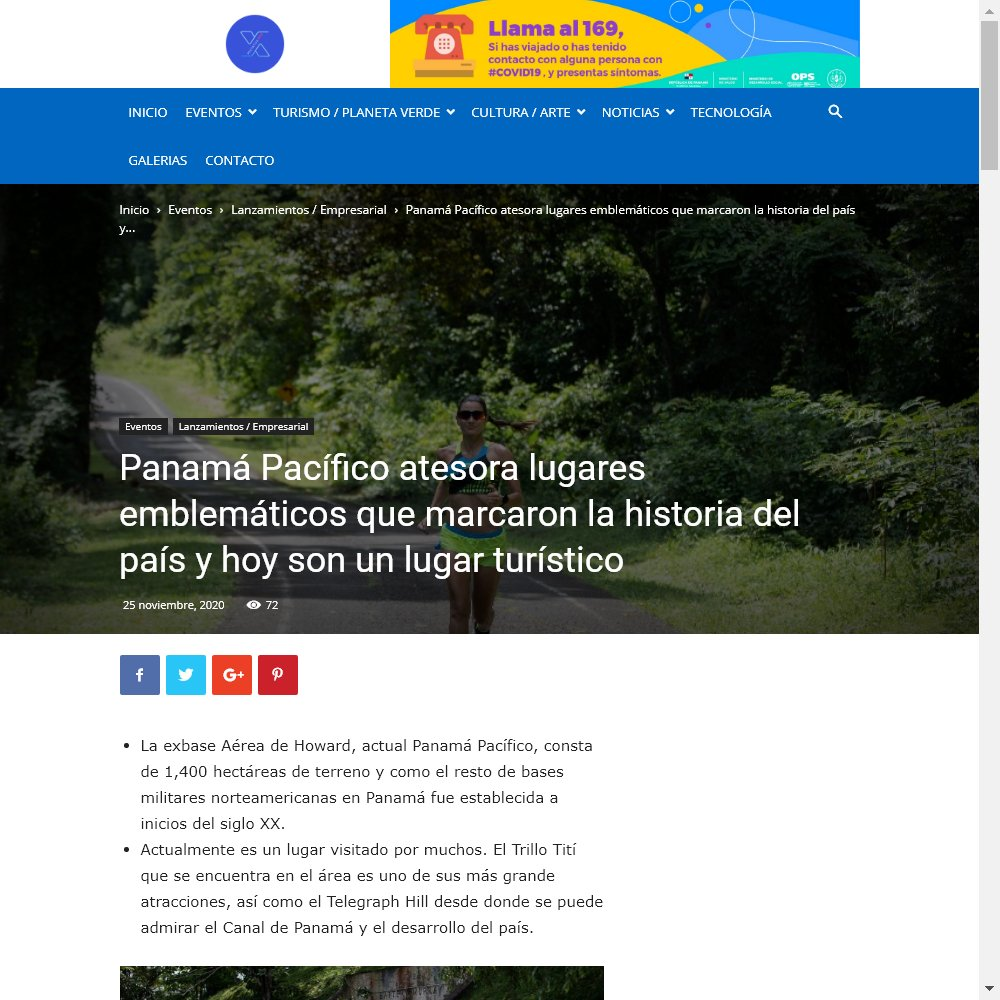 Llama al 169,
Si has viajado o has tenido
contacto con alguna persona con
#COVID19 , y presentas síntomas.
OPS
INICIO EVENTOS TURISMO / PLANETA VERDE CULTURA / ARTE NOTICIAS TECNOLOGÍA
GALERIAS CONTACTO
Inicio › Eventos › Lanzamientos / Empresarial › Panamá Pacífico atesora lugares emblemáticos que marcaron la historia del país
y...
Eventos Lanzamientos / Empresarial
Panamá Pacífico atesora lugares
emblemáticos que marcaron la historia del
país y hoy son un lugar turístico
25 noviembre, 2020 72
• La exbase Aérea de Howard, actual Panamá Pacífico, consta
de 1,400 hectáreas de terreno y como el resto de bases
militares norteamericanas en Panamá fue establecida a
inicios del siglo XX.
• Actualmente es un lugar visitado por muchos. El Trillo Tití
que se encuentra en el área es uno de sus más grande
atracciones, así como el Telegraph Hill desde donde se puede
admirar el Canal de Panamá y el desarrollo del país.